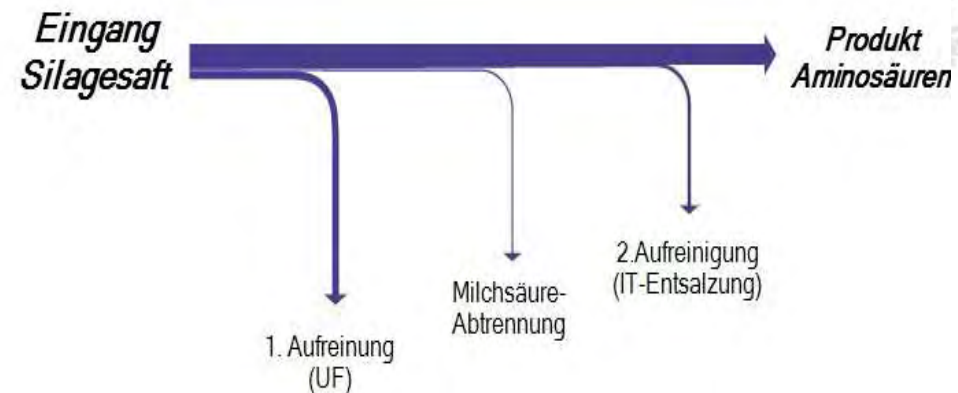 Eingang
Silagesaft
Produkt
Aminosäuren
1. Aufreinung
(UF)
Milchsäure-
Abtrennung
2.Aufreinigung
(IT-Entsalzung)